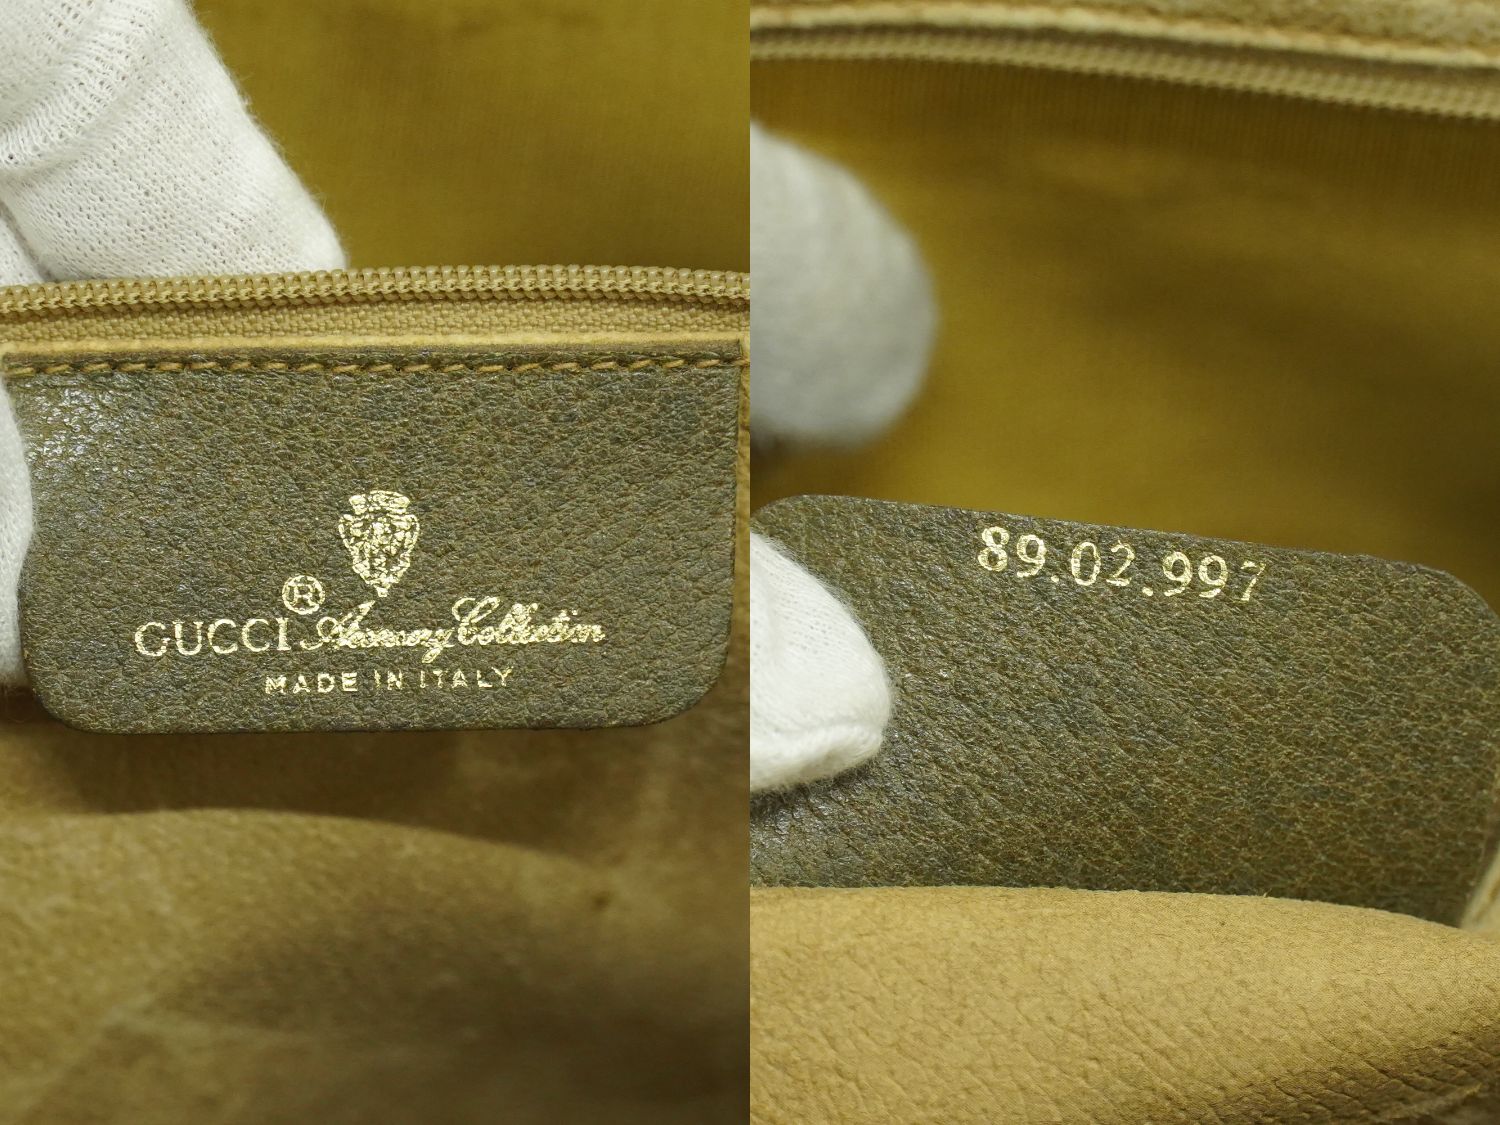 ®
GUCCI Accessory Collection
MADE IN ITALY
89.02.997